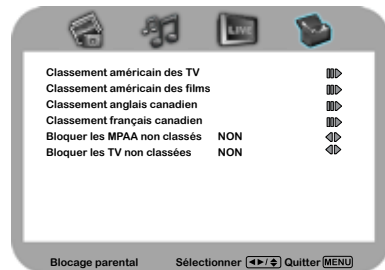 LIVE
Classement américain des TV
Classement américain des films
Classement anglais canadien
Classement français canadien
Bloquer les MPAA non classés NON
Bloquer les TV non classées NON
Blocage parental Sélectionner ◄►/♦ Quitter MENU